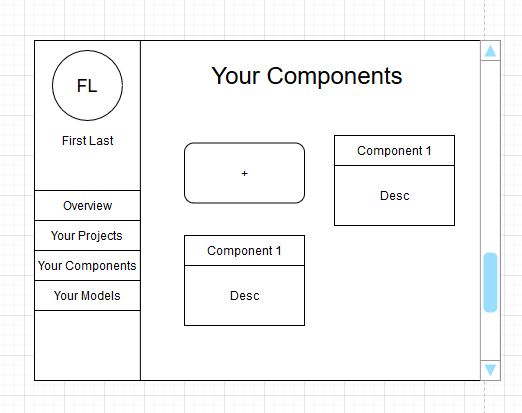 FL
First Last
Overview
Your Projects
Your Components
Your Models
Your Components
+
Component 1
Desc
Component 1
Desc